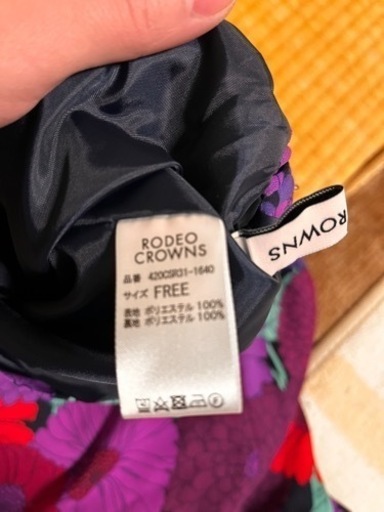 RODEO
CROWNS
品番 420CSR31-1640
サイズ FREE
表地 ポリエステル 100%
裏地 ポリエステル 100%
ROWNS